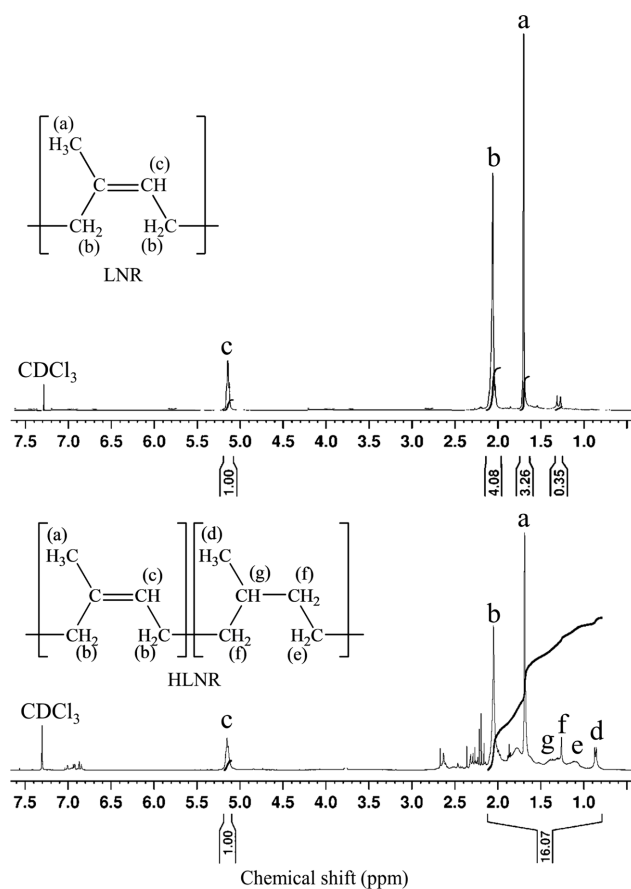 a
b
(a)
H₃C
(c)
C
CH
CH₂
H₂C
(b)
(b)
LNR
c
CDCl₃
7.5 7.0 6.5 6.0 5.5 5.0 4.5 4.0 3.5 3.0 2.5 2.0 1.5 1.0
1.00
4.08
3.26
0.35
a
(a)
(d)
H₃C
(c)
H₃C
(g)
(f)
C
CH
CH
CH₂
CH₂
H₂C
CH₂
H₂C
(b)
(b)
(f)
(e)
HLNR
b
CDCl₃
c
g
f
e
d
7.5 7.0 6.5 6.0 5.5 5.0 4.5 4.0 3.5 3.0 2.5 2.0 1.5 1.0
1.00
16.07
Chemical shift (ppm)